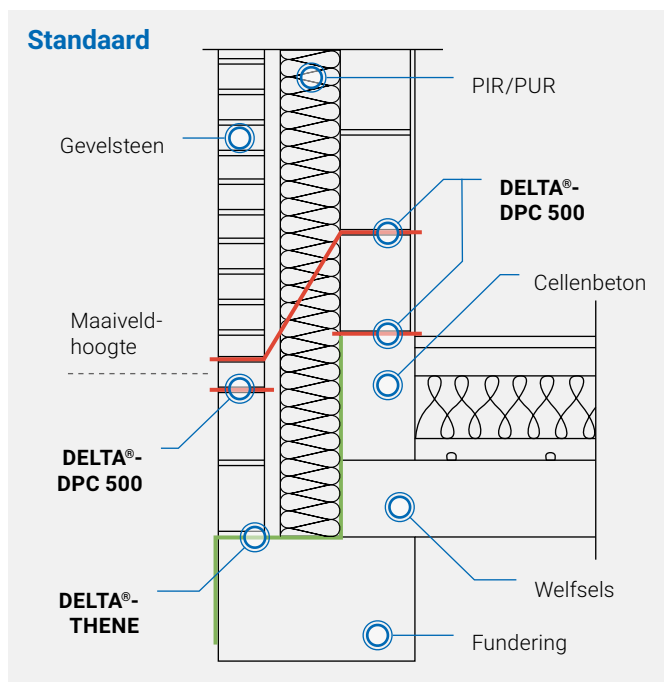 Standaard
PIR/PUR
Gevelsteen
DELTA®-
DPC 500
Cellenbeton
Maaiveld-
hoogte
DELTA®-
DPC 500
DELTA®-
THENE
Welfsels
Fundering